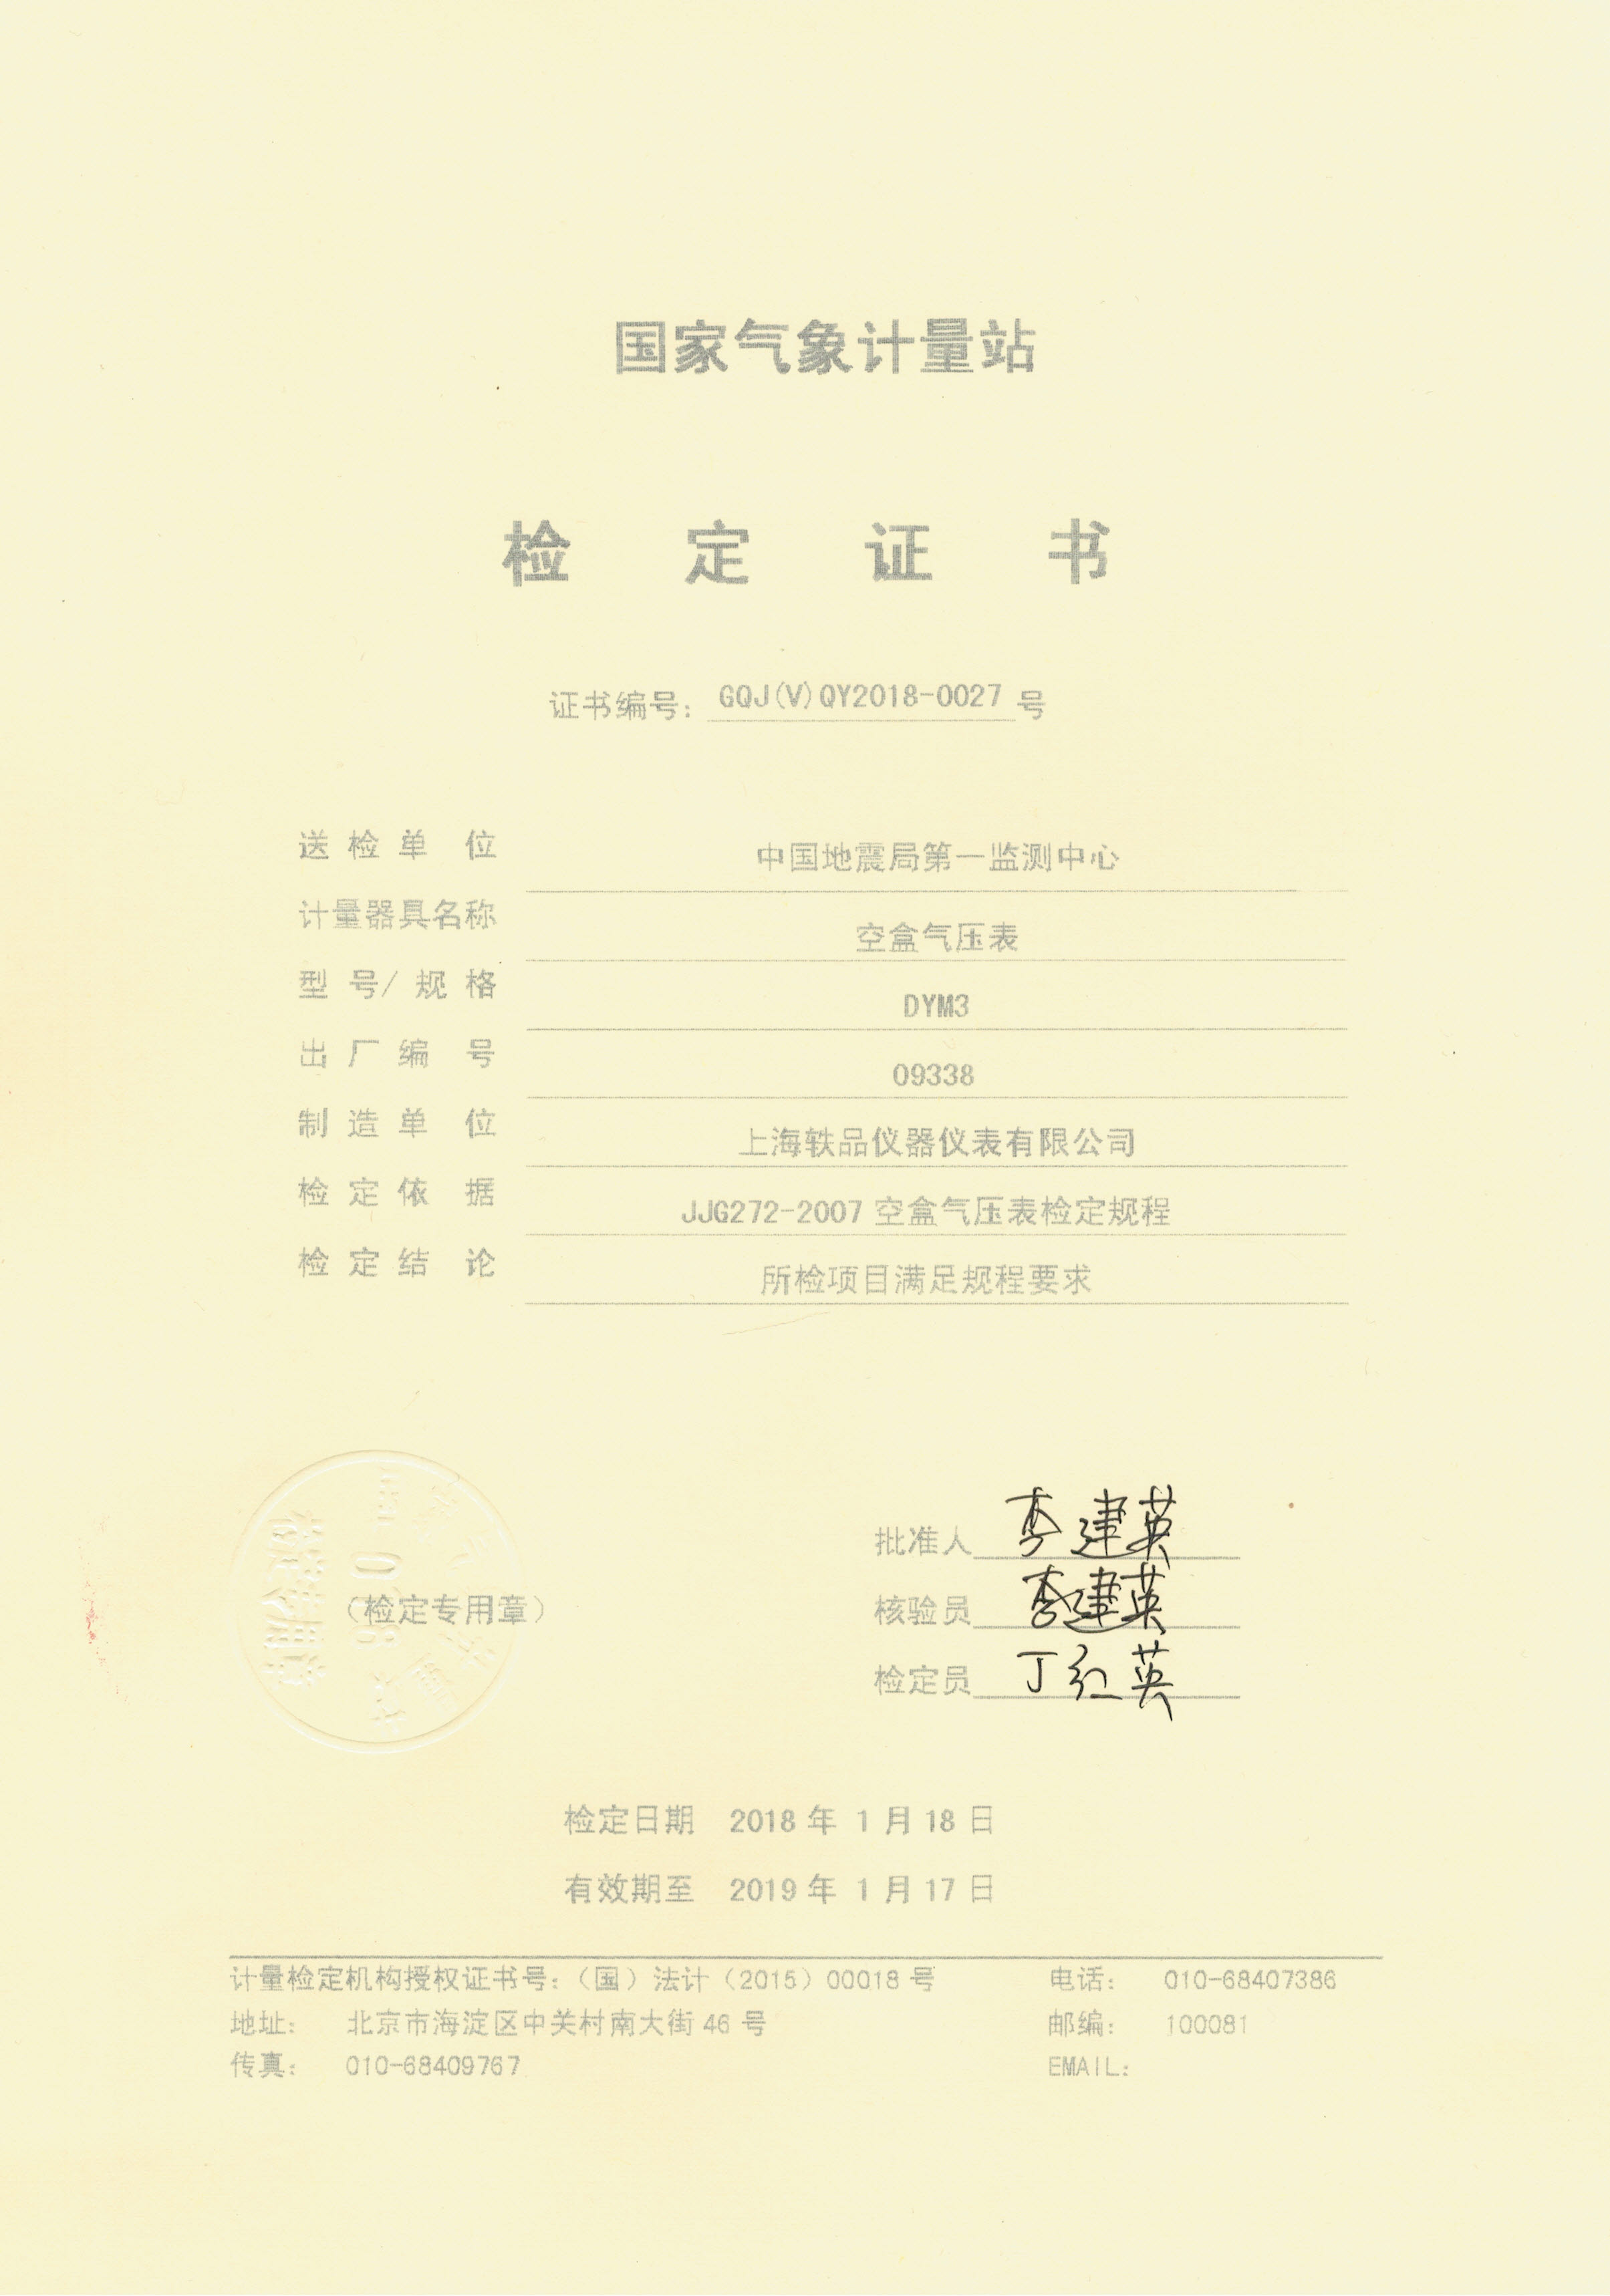 国家气象计量站
检定证书
证书编号: GQJ(V)QY2018-0027 号
送检单位 中国地震局第一监测中心
计量器具名称 空盒气压表
型号/规格 DYM3
出厂编号 09338
制造单位 上海轶品仪器仪表有限公司
检定依据 JJG272-2007 空盒气压表检定规程
检定结论 所检项目满足规程要求
批准人 李建英
(检定专用章) 核验员 李建英
检定员 丁红英
检定日期 2018 年 1 月 18 日
有效期至 2019 年 1 月 17 日
计量检定机构授权证书号:(国)法计(2015)00018 号 电话: 010-68407386
地址: 北京市海淀区中关村南大街 46 号 邮编: 100081
传真: 010-68409767 EMAIL: